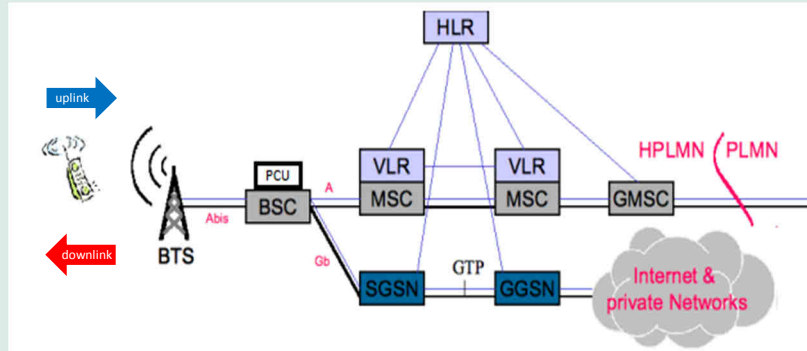 HLR
uplink
VLR
VLR
HPLMN
PLMN
PCU
A
BSC
MSC
MSC
GMSC
Abis
downlink
BTS
Gb
GTP
SGSN
GGSN
Internet &
private Networks